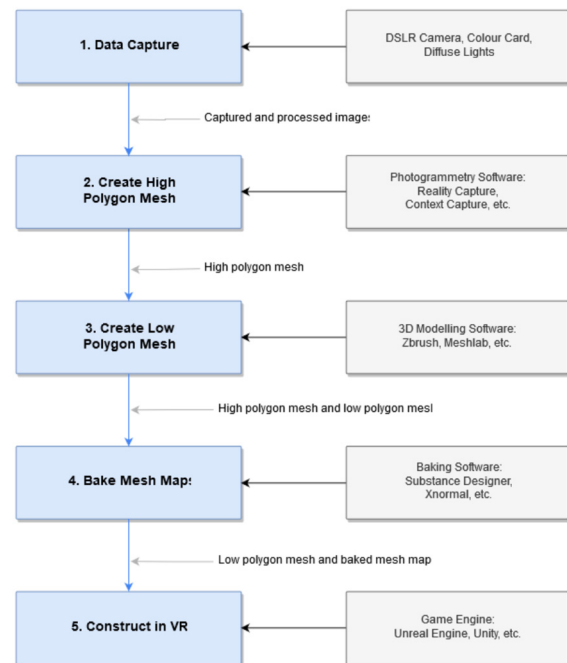 1. Data Capture
DSLR Camera, Colour Card,
Diffuse Lights
Captured and processed images
2. Create High
Polygon Mesh
Photogrammetry Software:
Reality Capture,
Context Capture, etc.
High polygon mesh
3. Create Low
Polygon Mesh
3D Modelling Software:
Zbrush, Meshlab, etc.
High polygon mesh and low polygon mesl
4. Bake Mesh Maps
Baking Software:
Substance Designer,
Xnormal, etc.
Low polygon mesh and baked mesh map
5. Construct in VR
Game Engine:
Unreal Engine, Unity, etc.